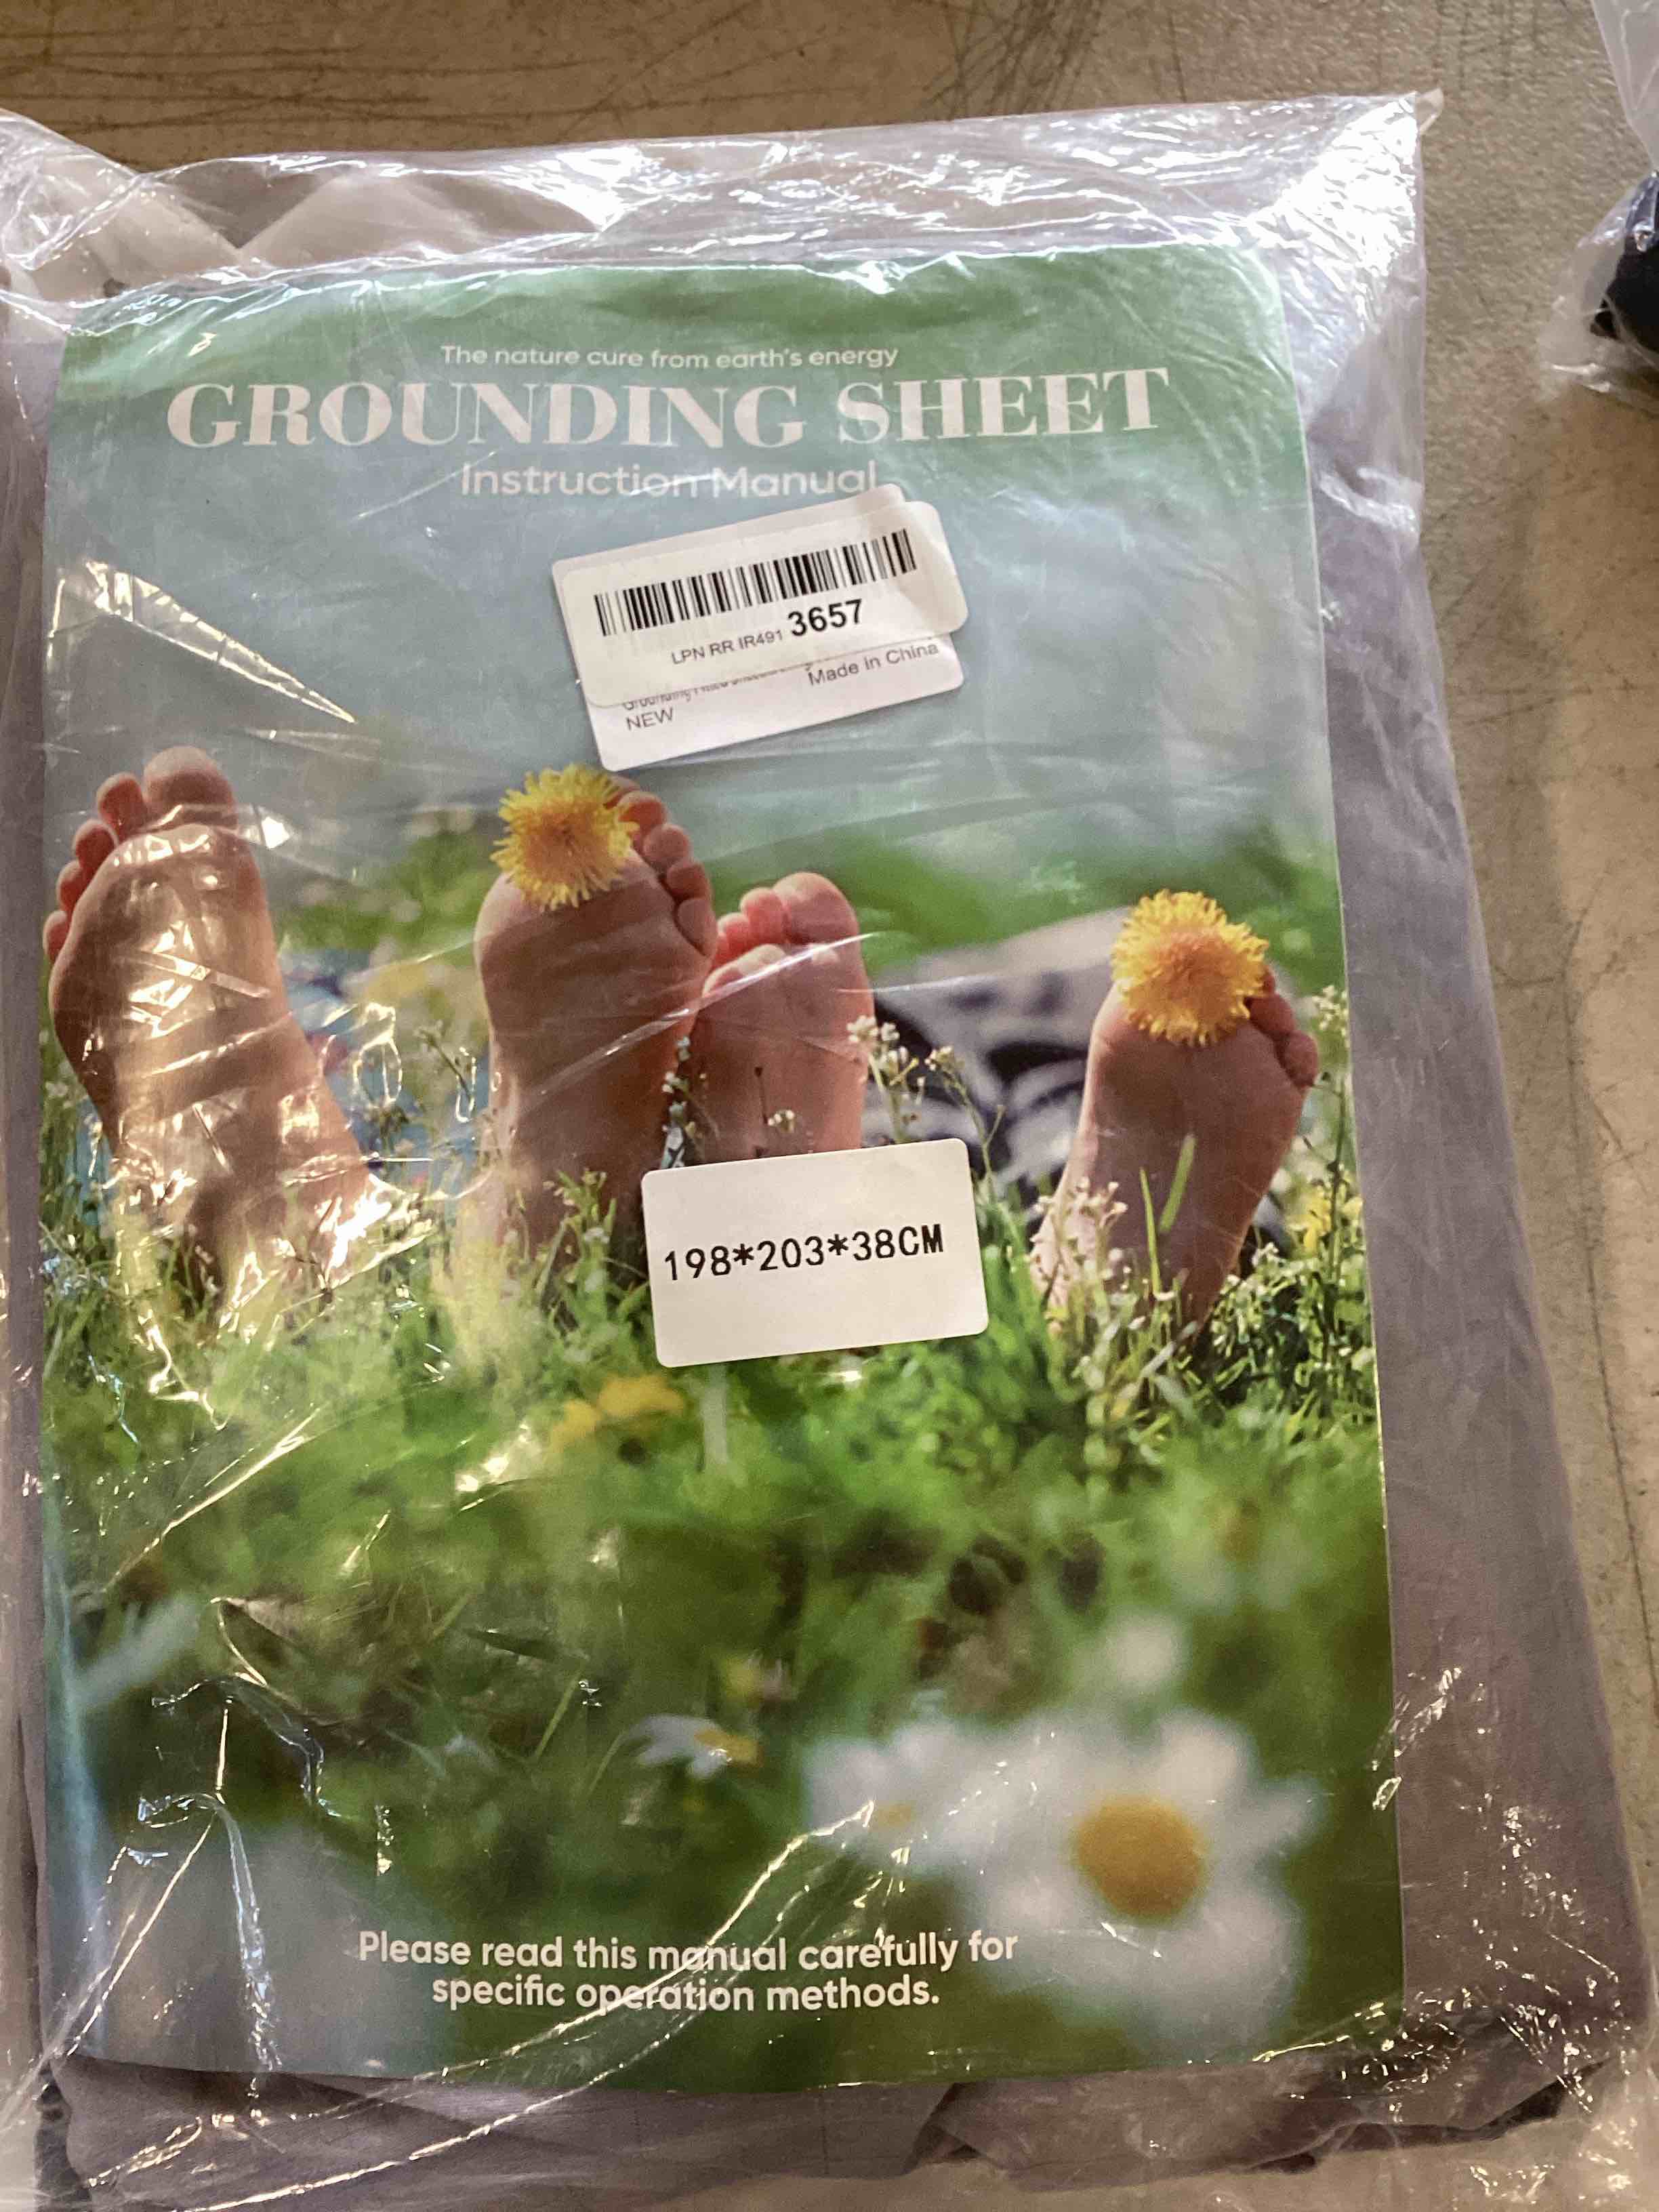 The nature cure from earth's energy
GROUNDING SHEET
Instruction Manual
LPN RR IR491 3657
Made in China
NEW
198*203*38CM
Please read this manual carefully for
specific operation methods.